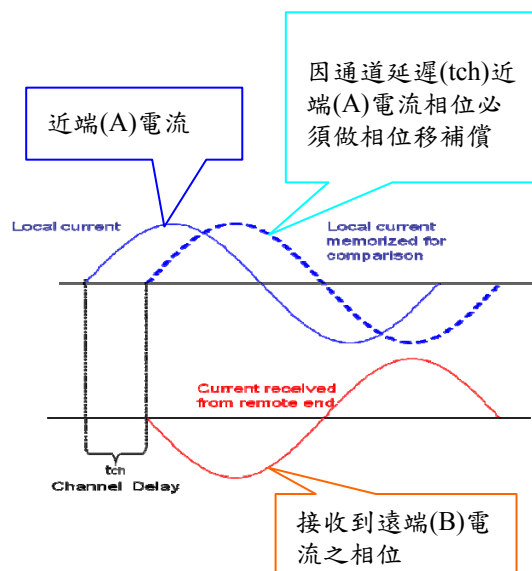 因通道延遲(tch)近
端(A)電流相位必
須做相位移補償
近端(A)電流
Local current
Local current
memorized for
comparison
Current received
from remote end
tch
Channel Delay
接收到遠端(B)電
流之相位